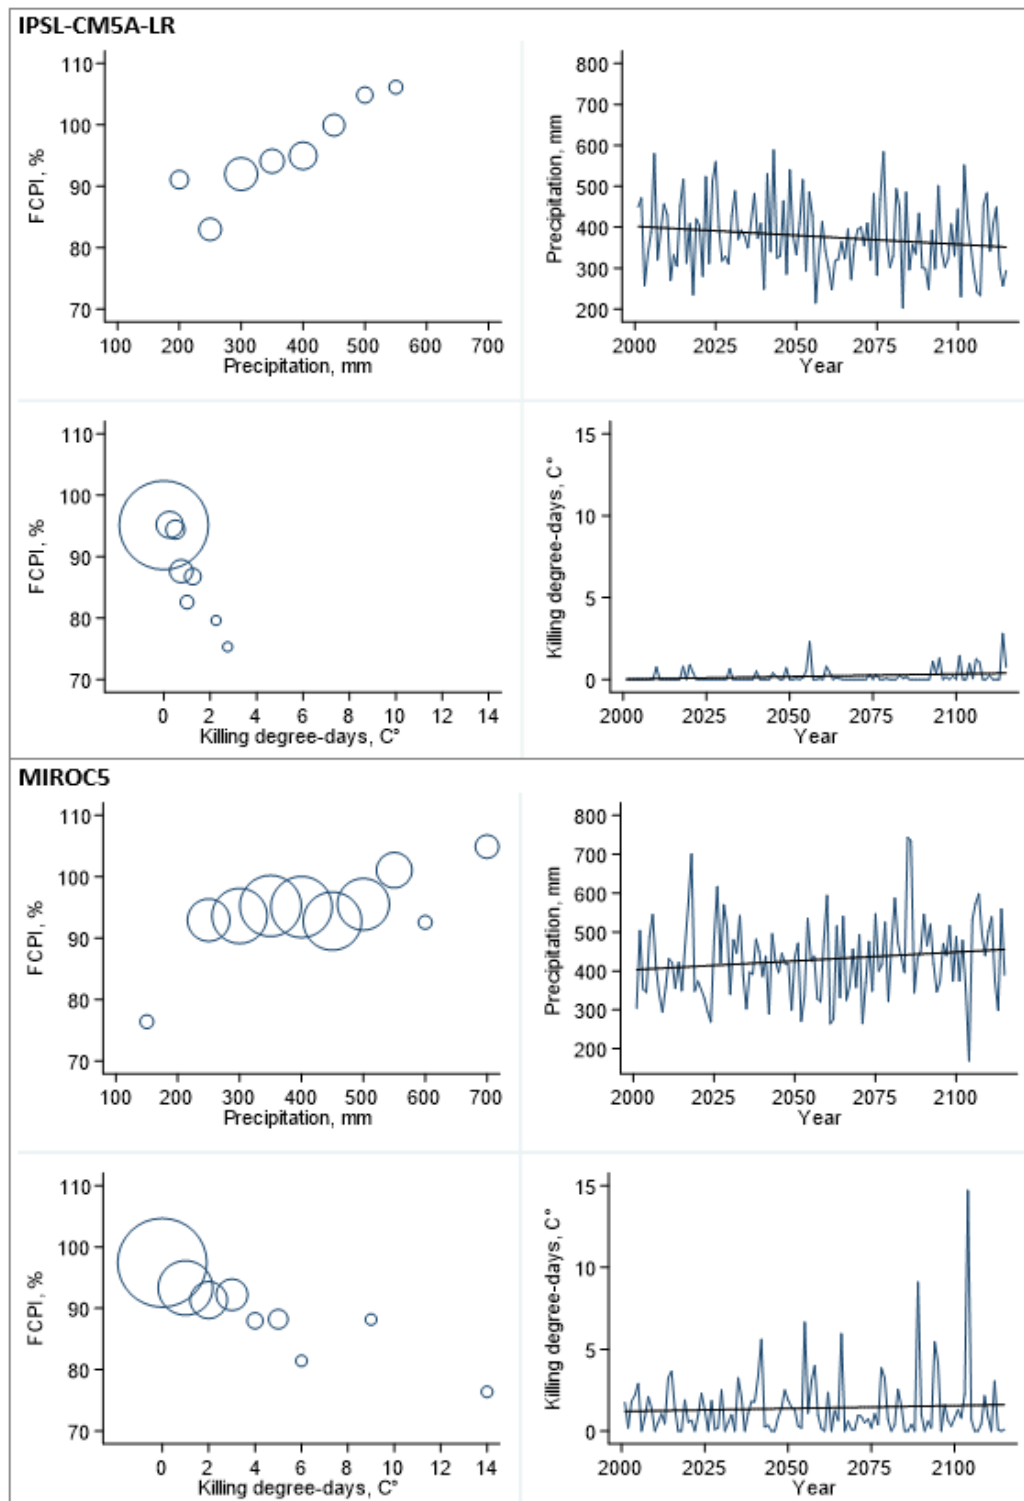 IPSL-CM5A-LR
110
100
90
80
70
FCPI, %
100 200 300 400 500 600 700
Precipitation, mm
800
700
600
500
400
300
200
Precipitation, mm
2000 2025 2050 2075 2100
Year
110
100
90
80
70
FCPI, %
0 2 4 6 8 10 12 14
Killing degree-days, C°
15
10
5
0
Killing degree-days, C°
2000 2025 2050 2075 2100
Year
MIROC5
110
100
90
80
70
FCPI, %
100 200 300 400 500 600 700
Precipitation, mm
800
700
600
500
400
300
200
Precipitation, mm
2000 2025 2050 2075 2100
Year
110
100
90
80
70
FCPI, %
0 2 4 6 8 10 12 14
Killing degree-days, C°
15
10
5
0
Killing degree-days, C°
2000 2025 2050 2075 2100
Year